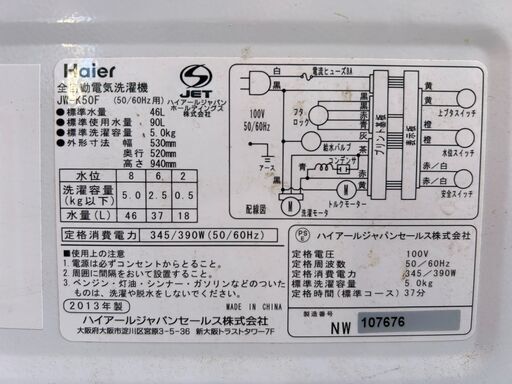 Haier
全自動電気洗濯機
JW-K50F (50/60Hz用)
JET
ハイアールジャパン
ホールディングス
株式会社
●標準水量 46L
●標準使用水量 90L
●標準洗濯容量 5.0kg
●外形寸法 幅 530mm
奥行 520mm
高さ 940mm
水位 8 6 2
洗濯容量(kg以下) 5.0 2.5 0.5
水量(L) 46 37 18
定格消費電力 345/390W(50/60Hz)
白 電流ヒューズ8A
黒
100V
50/60Hz
アース
フタロック
給水バルブ
コンデンサ
トルクモーター
洗濯モータ
配線図
プリント基板
表示板
白
黒
青
灰
茶
黒
黄
黄
橙
橙
赤/白
赤/白
上ブタスイッチ
水位スイッチ
安全スイッチ
■使用上の注意
1.電源は必ずコンセントからとること。
2.周囲に間隔をおいて設置すること。
3.ベンジン・灯油・シンナー・ガソリンなどのついた
ものは、洗濯や脱水をしないでください。
2013年製 MADE IN CHINA
ハイアールジャパンセールス株式会社
大阪府大阪市淀川区宮原3-5-36 新大阪トラストタワー7F
PS
E
ハイアールジャパンセールス株式会社
定格電圧 100V
定格周波数 50/60Hz
定格消費電力 345/390W
標準洗濯容量 5.0kg
定格時間(標準コース) 37分
製造番号
NW 107676